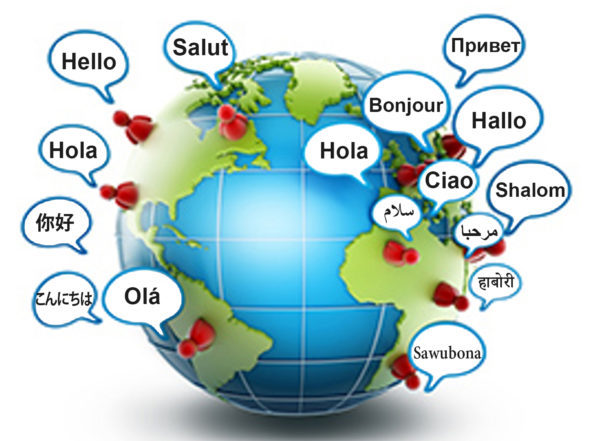 Hello
Salut
Привет
Bonjour
Hallo
Hola
Hola
Ciao
Shalom
سلام
مرحبا
你好
हाबोरी
こんにちは
Olá
Sawubona